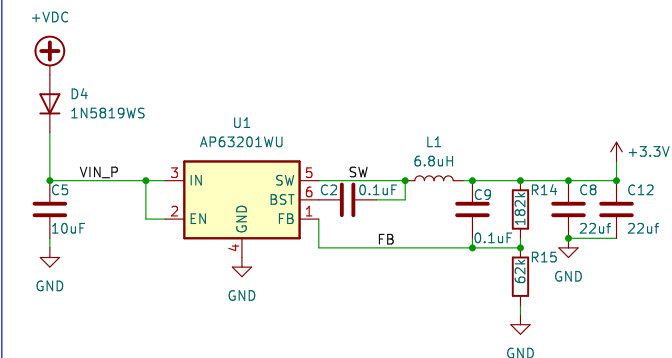 +VDC
D4
1N5819WS
U1
AP63201WU
L1
6.8uH
+3.3V
VIN_P
3
IN
SW
5
SW
C5
C2
0.1uF
BST
6
C9
R14
182k
C8
C12
2
EN
FB
1
10uF
GND
4
FB
0.1uF
22uf
22uf
R15
62k
GND
GND
GND
GND